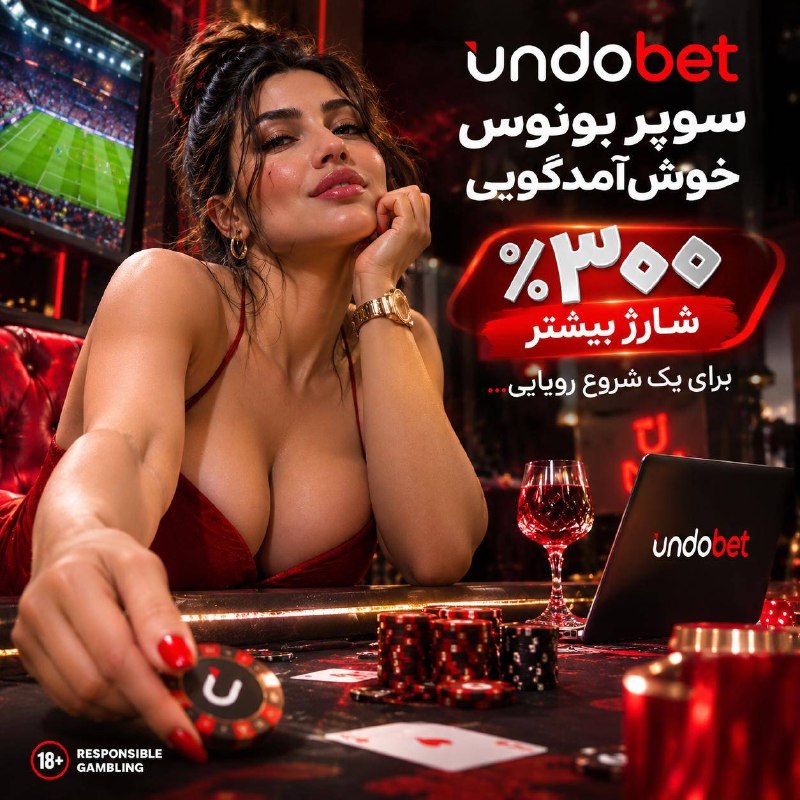 undobet
سوپر بونوس
خوش‌آمدگویی
%۳۰۰
شارژ بیشتر
برای یک شروع رویایی...
undobet
U
18+
RESPONSIBLE
GAMBLING